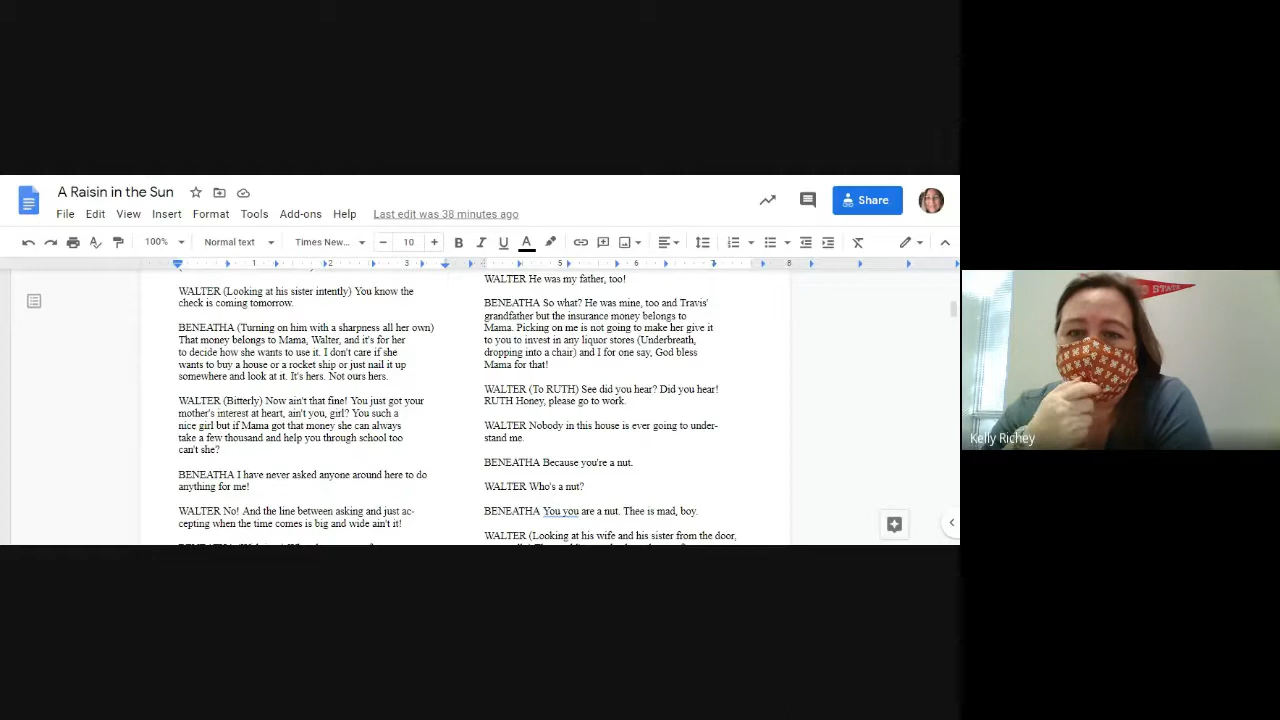 A Raisin in the Sun
File Edit View Insert Format Tools Add-ons Help Last edit was 38 minutes ago
Share
100% Normal text Times New... 10
1 2 3 5 6 7 8
WALTER (Looking at his sister intently) You know the
check is coming tomorrow.
BENEATHA (Turning on him with a sharpness all her own)
That money belongs to Mama, Walter, and it's for her
to decide how she wants to use it. I don't care if she
wants to buy a house or a rocket ship or just nail it up
somewhere and look at it. It's hers. Not ours hers.
WALTER (Bitterly) Now ain't that fine! You just got your
mother's interest at heart, ain't you, girl? You such a
nice girl but if Mama got that money she can always
take a few thousand and help you through school too
can't she?
BENEATHA I have never asked anyone around here to do
anything for me!
WALTER No! And the line between asking and just ac-
cepting when the time comes is big and wide ain't it!
WALTER He was my father, too!
BENEATHA So what? He was mine, too and Travis'
grandfather but the insurance money belongs to
Mama. Picking on me is not going to make her give it
to you to invest in any liquor stores (Underbreath,
dropping into a chair) and I for one say, God bless
Mama for that!
WALTER (To RUTH) See did you hear? Did you hear!
RUTH Honey, please go to work.
WALTER Nobody in this house is ever going to under-
stand me.
BENEATHA Because you're a nut.
WALTER Who's a nut?
BENEATHA You you are a nut. Thee is mad, boy.
WALTER (Looking at his wife and his sister from the door,
STATE
Kelly Richey